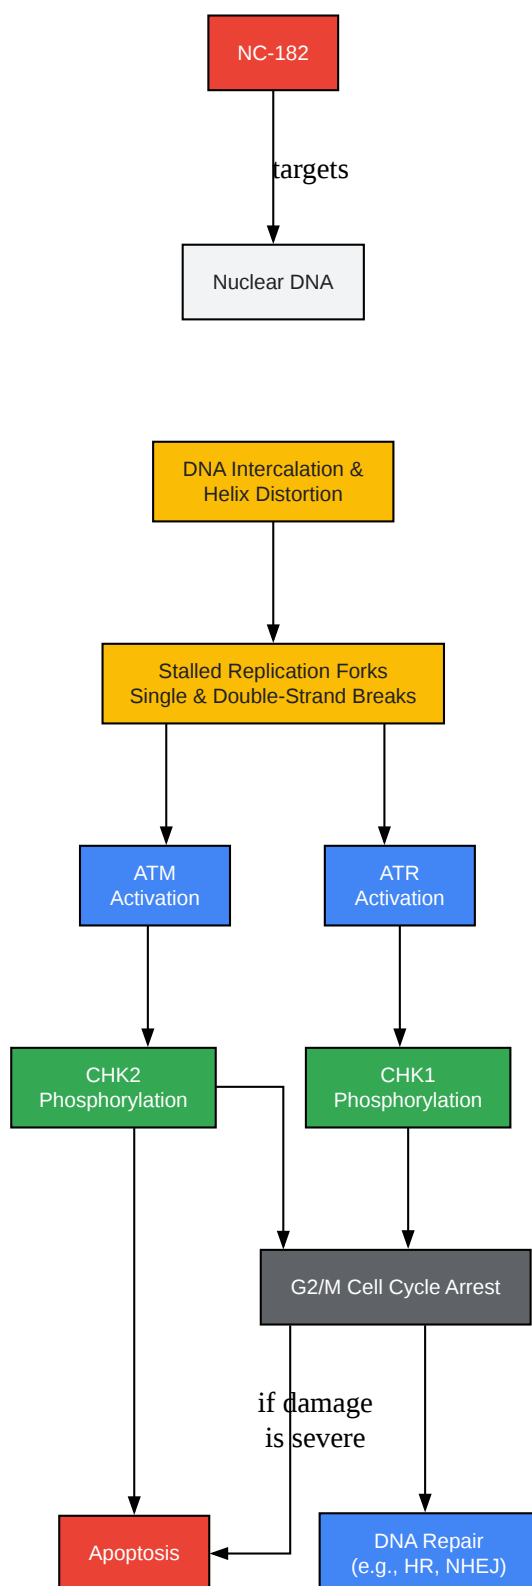 NC-182
targets
Nuclear DNA
DNA Intercalation &
Helix Distortion
Stalled Replication Forks
Single & Double-Strand Breaks
ATM
Activation
ATR
Activation
CHK2
Phosphorylation
CHK1
Phosphorylation
G2/M Cell Cycle Arrest
if damage
is severe
Apoptosis
DNA Repair
(e.g., HR, NHEJ)